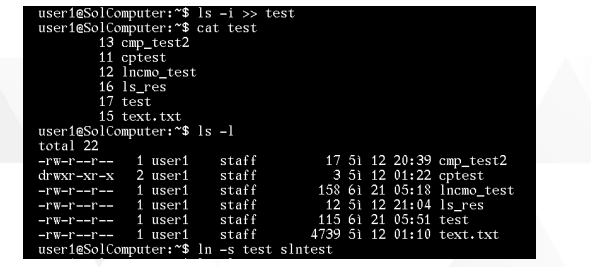 user1@SolComputer:~$ ls -i >> test
user1@SolComputer:~$ cat test
13 cmp_test2
11 cptest
12 lncmo_test
16 ls_res
17 test
15 text.txt
user1@SolComputer:~$ ls -l
total 22
-rw-r--r-- 1 user1 staff 17 5ì 12 20:39 cmp_test2
drwxr-xr-x 2 user1 staff 3 5ì 12 01:22 cptest
-rw-r--r-- 1 user1 staff 158 6ì 21 05:18 lncmo_test
-rw-r--r-- 1 user1 staff 12 5ì 12 21:04 ls_res
-rw-r--r-- 1 user1 staff 115 6ì 21 05:51 test
-rw-r--r-- 1 user1 staff 4739 5ì 12 01:10 text.txt
user1@SolComputer:~$ ln -s test slntest